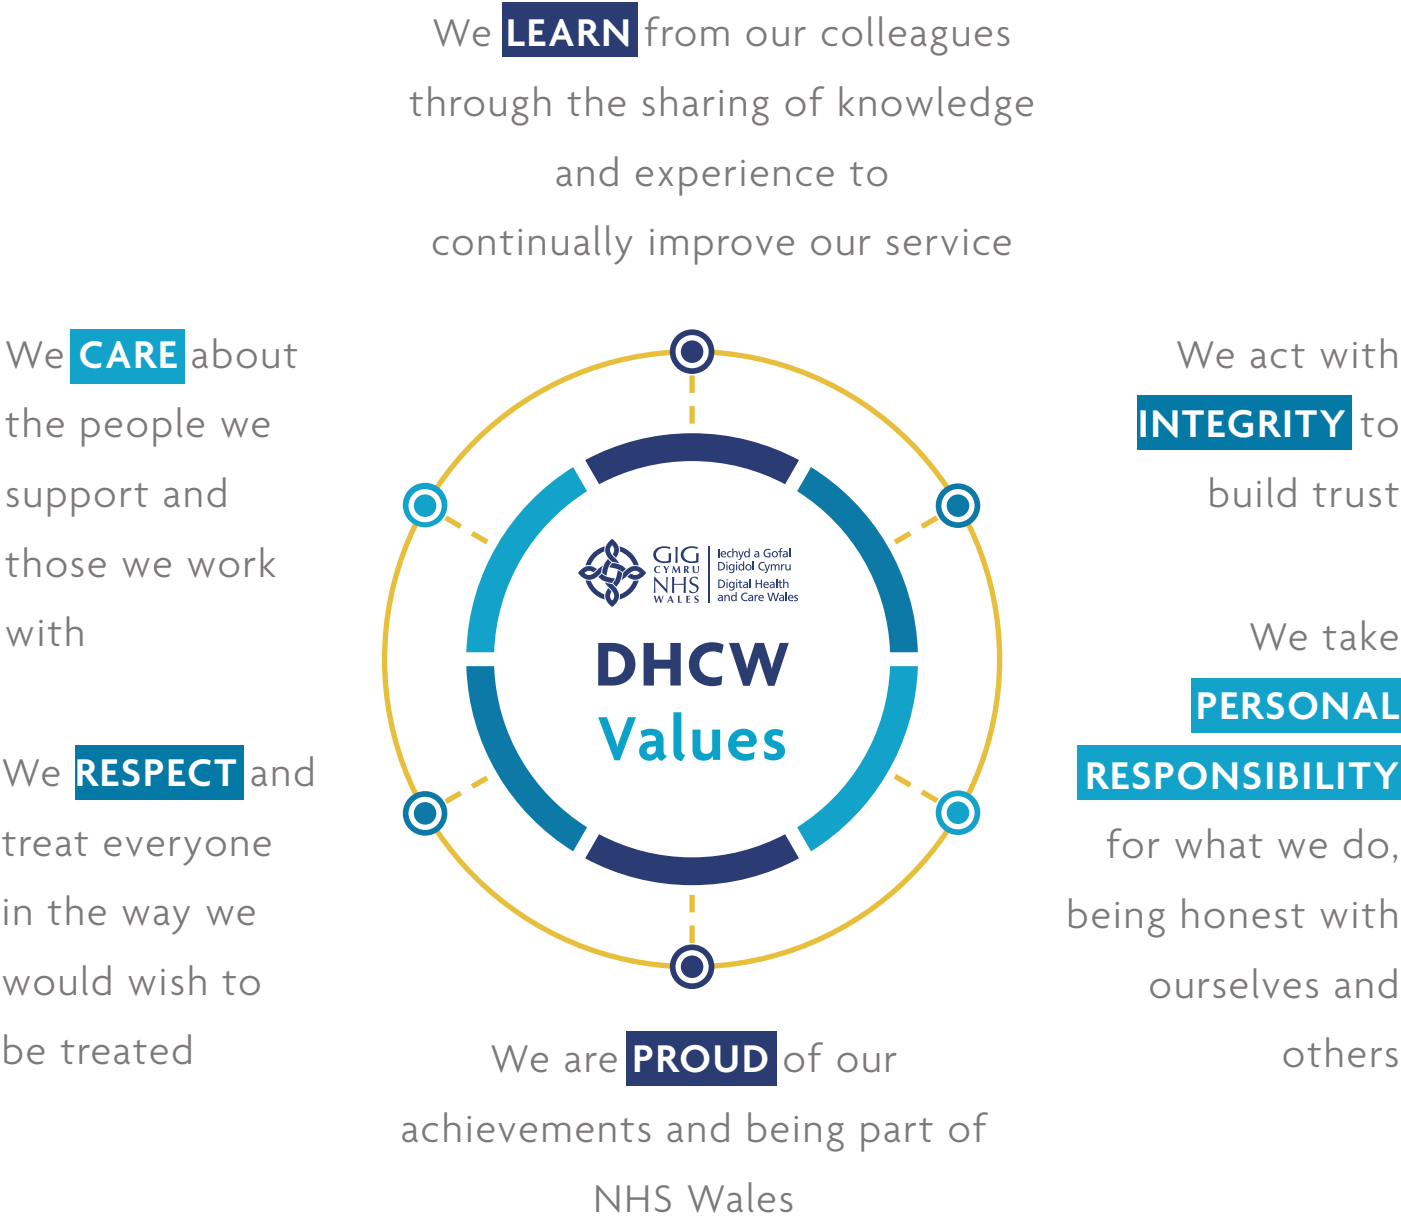 We LEARN from our colleagues
through the sharing of knowledge
and experience to
continually improve our service
We CARE about
the people we
support and
those we work
with
We act with
INTEGRITY to
build trust
GIG
CYMRU
NHS
WALES
Iechyd a Gofal
Digidol Cymru
Digital Health
and Care Wales
DHCW
Values
We take
PERSONAL
RESPONSIBILITY
for what we do,
being honest with
ourselves and
others
We RESPECT and
treat everyone
in the way we
would wish to
be treated
We are PROUD of our
achievements and being part of
NHS Wales